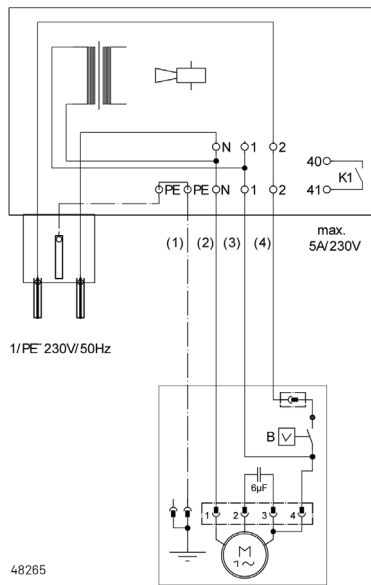 N 1 2
40
K1
PE PE N 1 2
41
(1) (2) (3) (4)
max.
5A/230V
1/PE~230V/50Hz
B
6µF
1 2 3 4
M
1~
48265